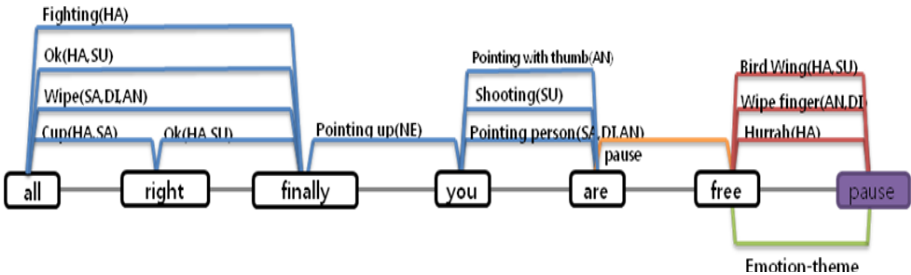 Fighting(HA)
Ok(HA,SU)
Wipe(SA,DI,AN)
Cup(HA,SA)
Ok(HA,SU)
Pointing up(NE)
Pointing with thumb(AN)
Shooting(SU)
Pointing person(SA,DI,AN)
pause
Bird Wing(HA,SU)
Wipe finger(AN,DI
Hurrah(HA)
all
right
finally
you
are
free
pause
Emotion-theme